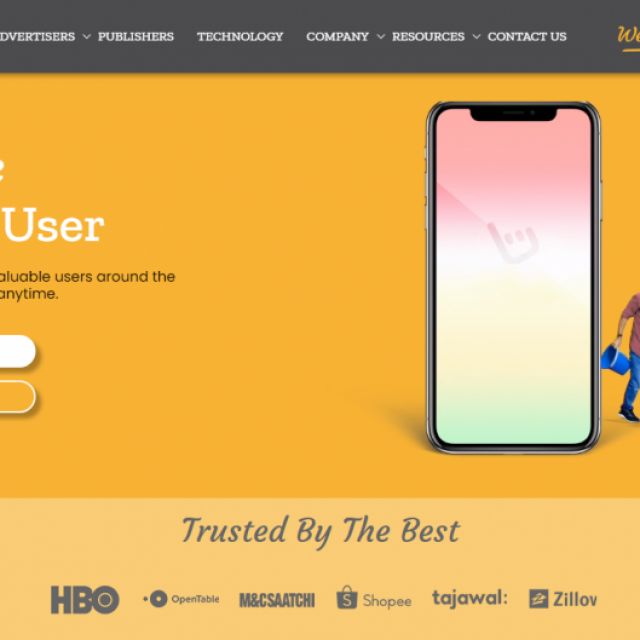 DVERTISERS PUBLISHERS TECHNOLOGY COMPANY RESOURCES CONTACT US We
User
aluable users around the
anytime.
Trusted By The Best
HBO OpenTable M&CSAATCHI Shopee tajawal: Zillow